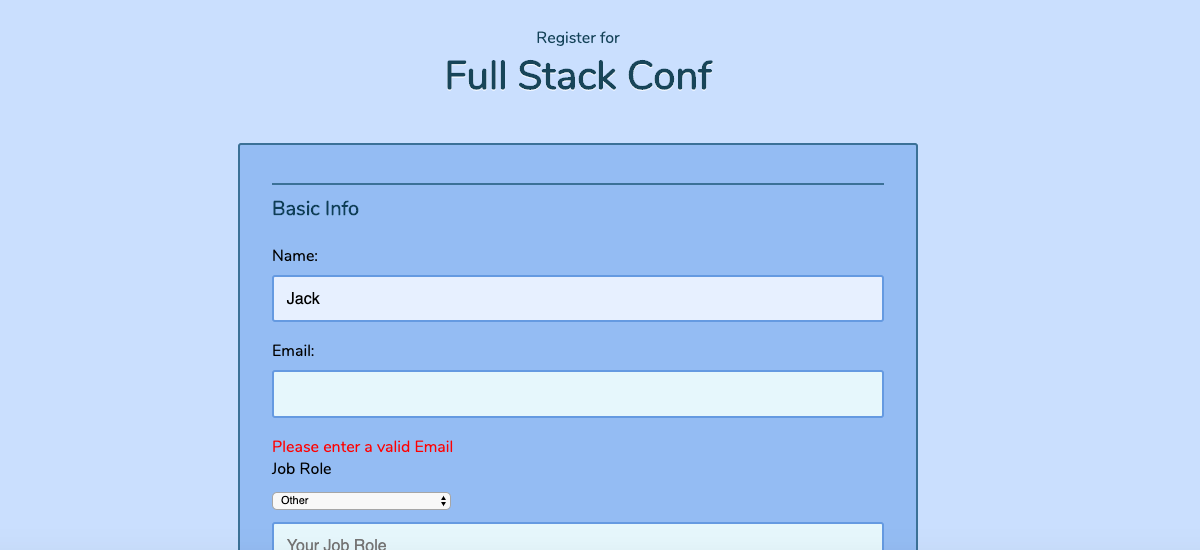 Register for
Full Stack Conf
Basic Info
Name:
Jack
Email:
Please enter a valid Email
Job Role
Other
Your Job Role